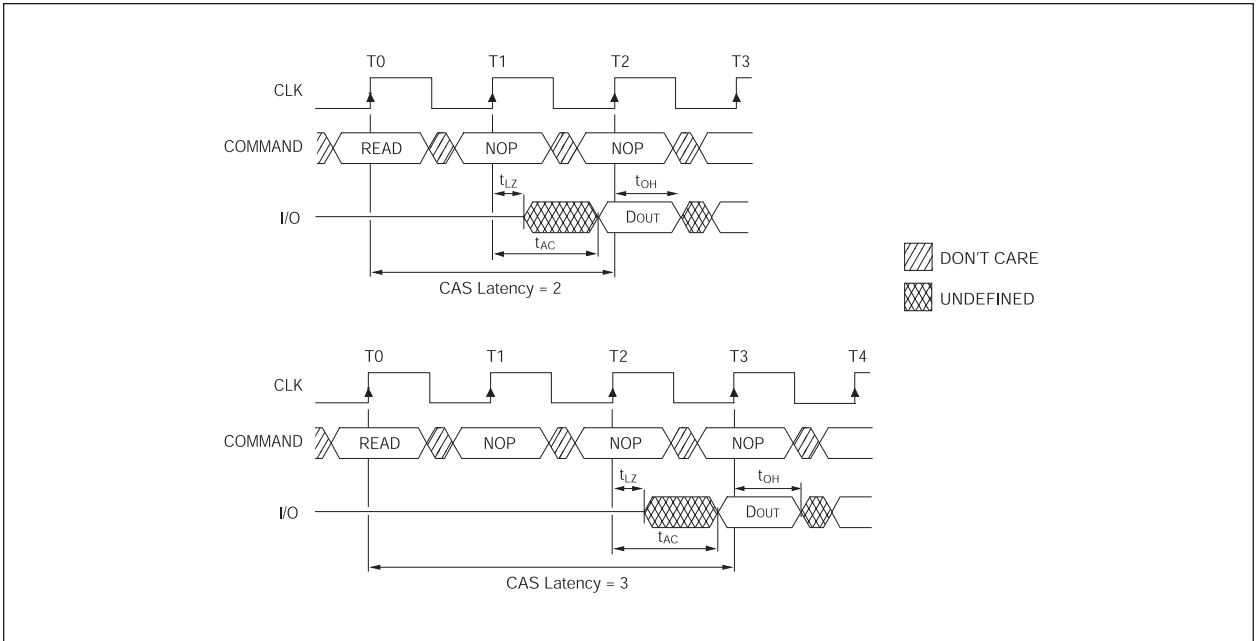 T0 T1 T2 T3
CLK
COMMAND READ NOP NOP
tLZ tOH
I/O DOUT
tAC
CAS Latency = 2
DON'T CARE
UNDEFINED
T0 T1 T2 T3 T4
CLK
COMMAND READ NOP NOP NOP
tLZ tOH
I/O DOUT
tAC
CAS Latency = 3